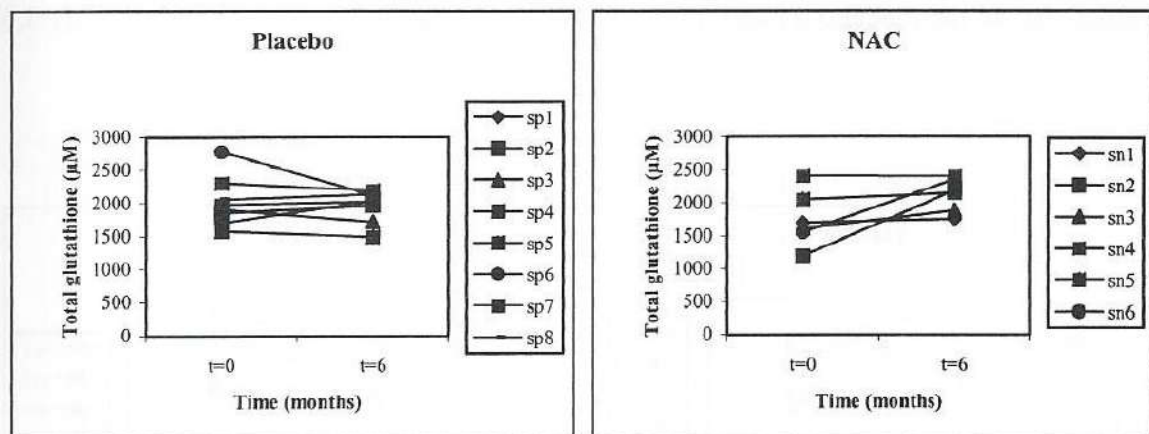 Placebo
Total glutathione (µM)
3000
2500
2000
1500
1000
500
0
t=0
t=6
Time (months)
sp1
sp2
sp3
sp4
sp5
sp6
sp7
sp8
NAC
Total glutathione (µM)
3000
2500
2000
1500
1000
500
0
t=0
t=6
Time (months)
sn1
sn2
sn3
sn4
sn5
sn6